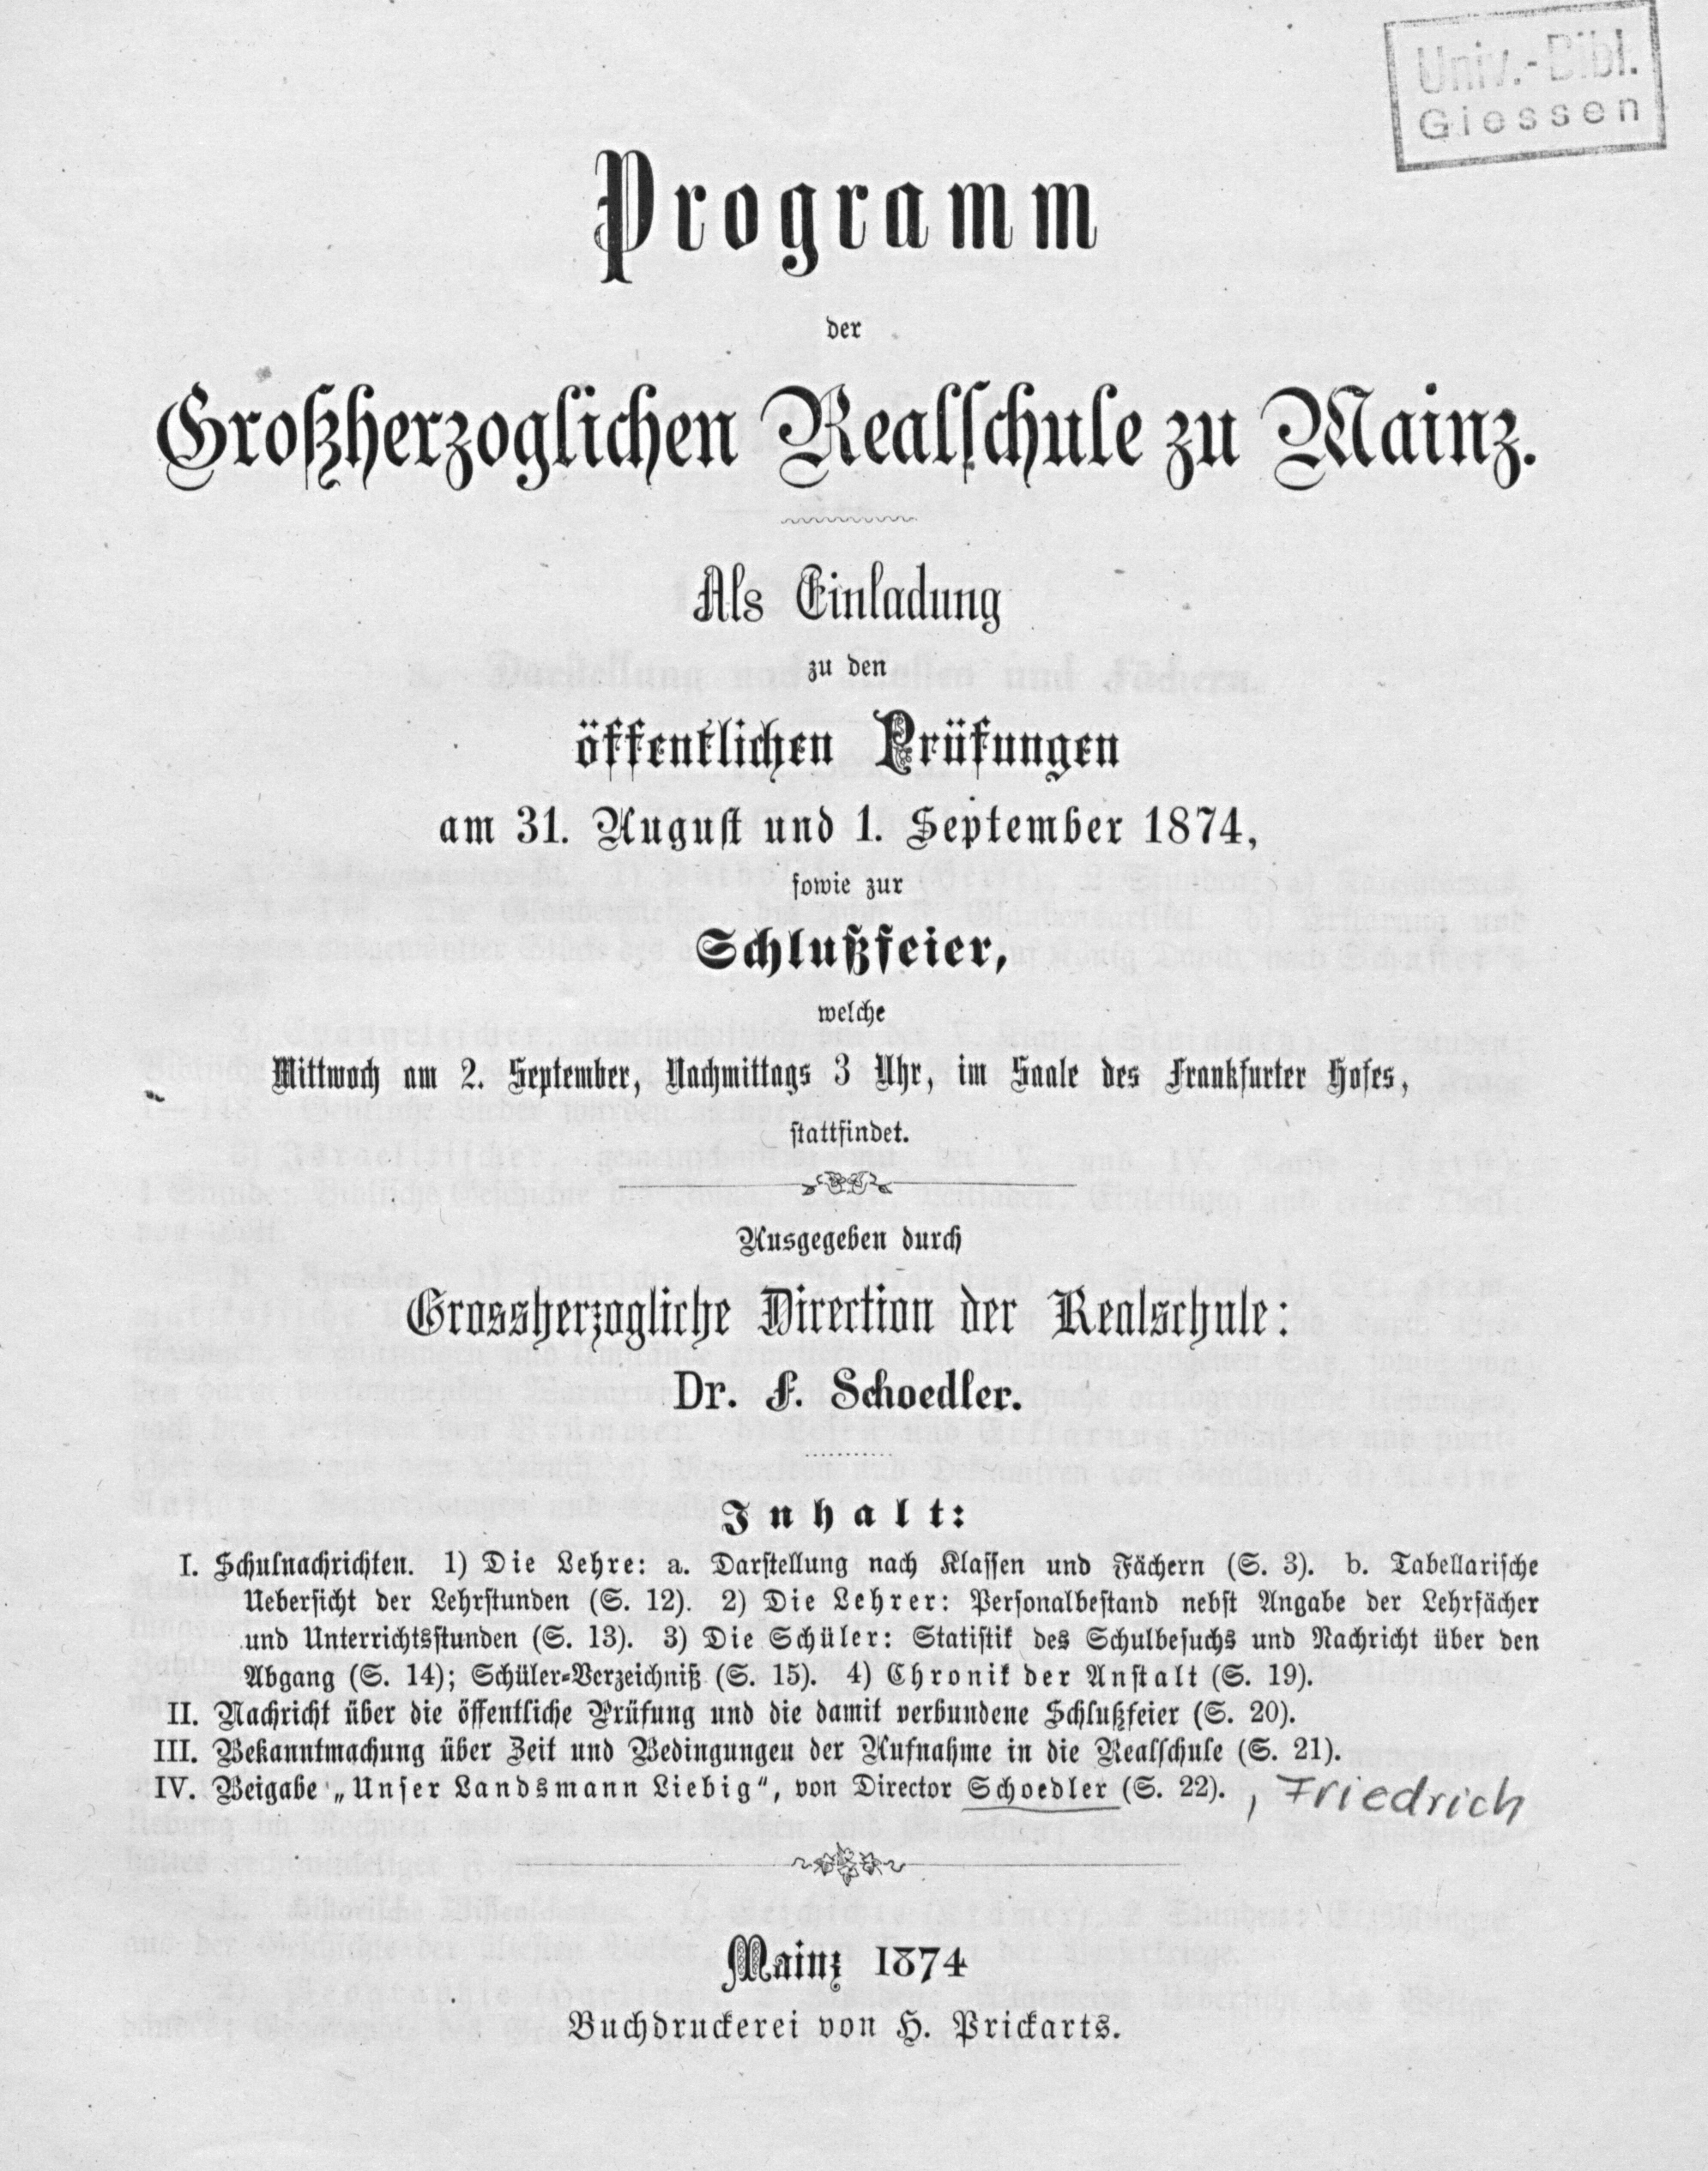 Univ.-Bibl.
Giessen
Programm
der
Großherzoglichen Realschule zu Mainz.
Als Einladung
zu den
öffentlichen Prüfungen
am 31. August und 1. September 1874,
sowie zur
Schlußfeier,
welche
Mittwoch am 2. September, Nachmittags 3 Uhr, im Saale des Frankfurter Hofes,
stattfindet.
Ausgegeben durch
Grossherzogliche Direction der Realschule:
Dr. F. Schoedler.
Inhalt:
I. Schulnachrichten. 1) Die Lehre: a. Darstellung nach Klassen und Fächern (S. 3). b. Tabellarische
Uebersicht der Lehrstunden (S. 12). 2) Die Lehrer: Personalbestand nebst Angabe der Lehrfächer
und Unterrichtsstunden (S. 13). 3) Die Schüler: Statistik des Schulbesuchs und Nachricht über den
Abgang (S. 14); Schüler-Verzeichniß (S. 15). 4) Chronik der Anstalt (S. 19).
II. Nachricht über die öffentliche Prüfung und die damit verbundene Schlußfeier (S. 20).
III. Bekanntmachung über Zeit und Bedingungen der Aufnahme in die Realschule (S. 21).
IV. Beigabe „Unser Landsmann Liebig“, von Director Schoedler (S. 22). , Friedrich
Mainz 1874
Buchdruckerei von H. Prickarts.